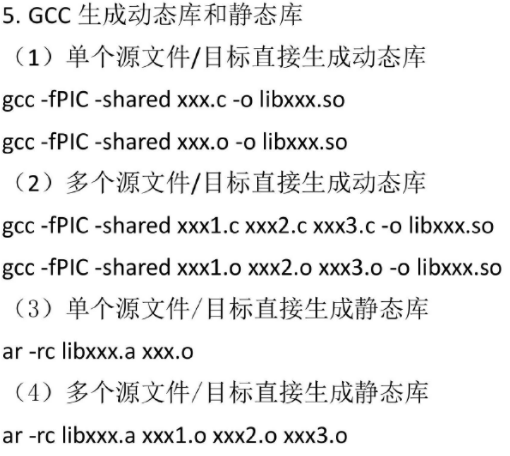 5. GCC 生成动态库和静态库
（1）单个源文件/目标直接生成动态库
gcc -fPIC -shared xxx.c -o libxxx.so
gcc -fPIC -shared xxx.o -o libxxx.so
（2）多个源文件/目标直接生成动态库
gcc -fPIC -shared xxx1.c xxx2.c xxx3.c -o libxxx.so
gcc -fPIC -shared xxx1.o xxx2.o xxx3.o -o libxxx.so
（3）单个源文件/目标直接生成静态库
ar -rc libxxx.a xxx.o
（4）多个源文件/目标直接生成静态库
ar -rc libxxx.a xxx1.o xxx2.o xxx3.o